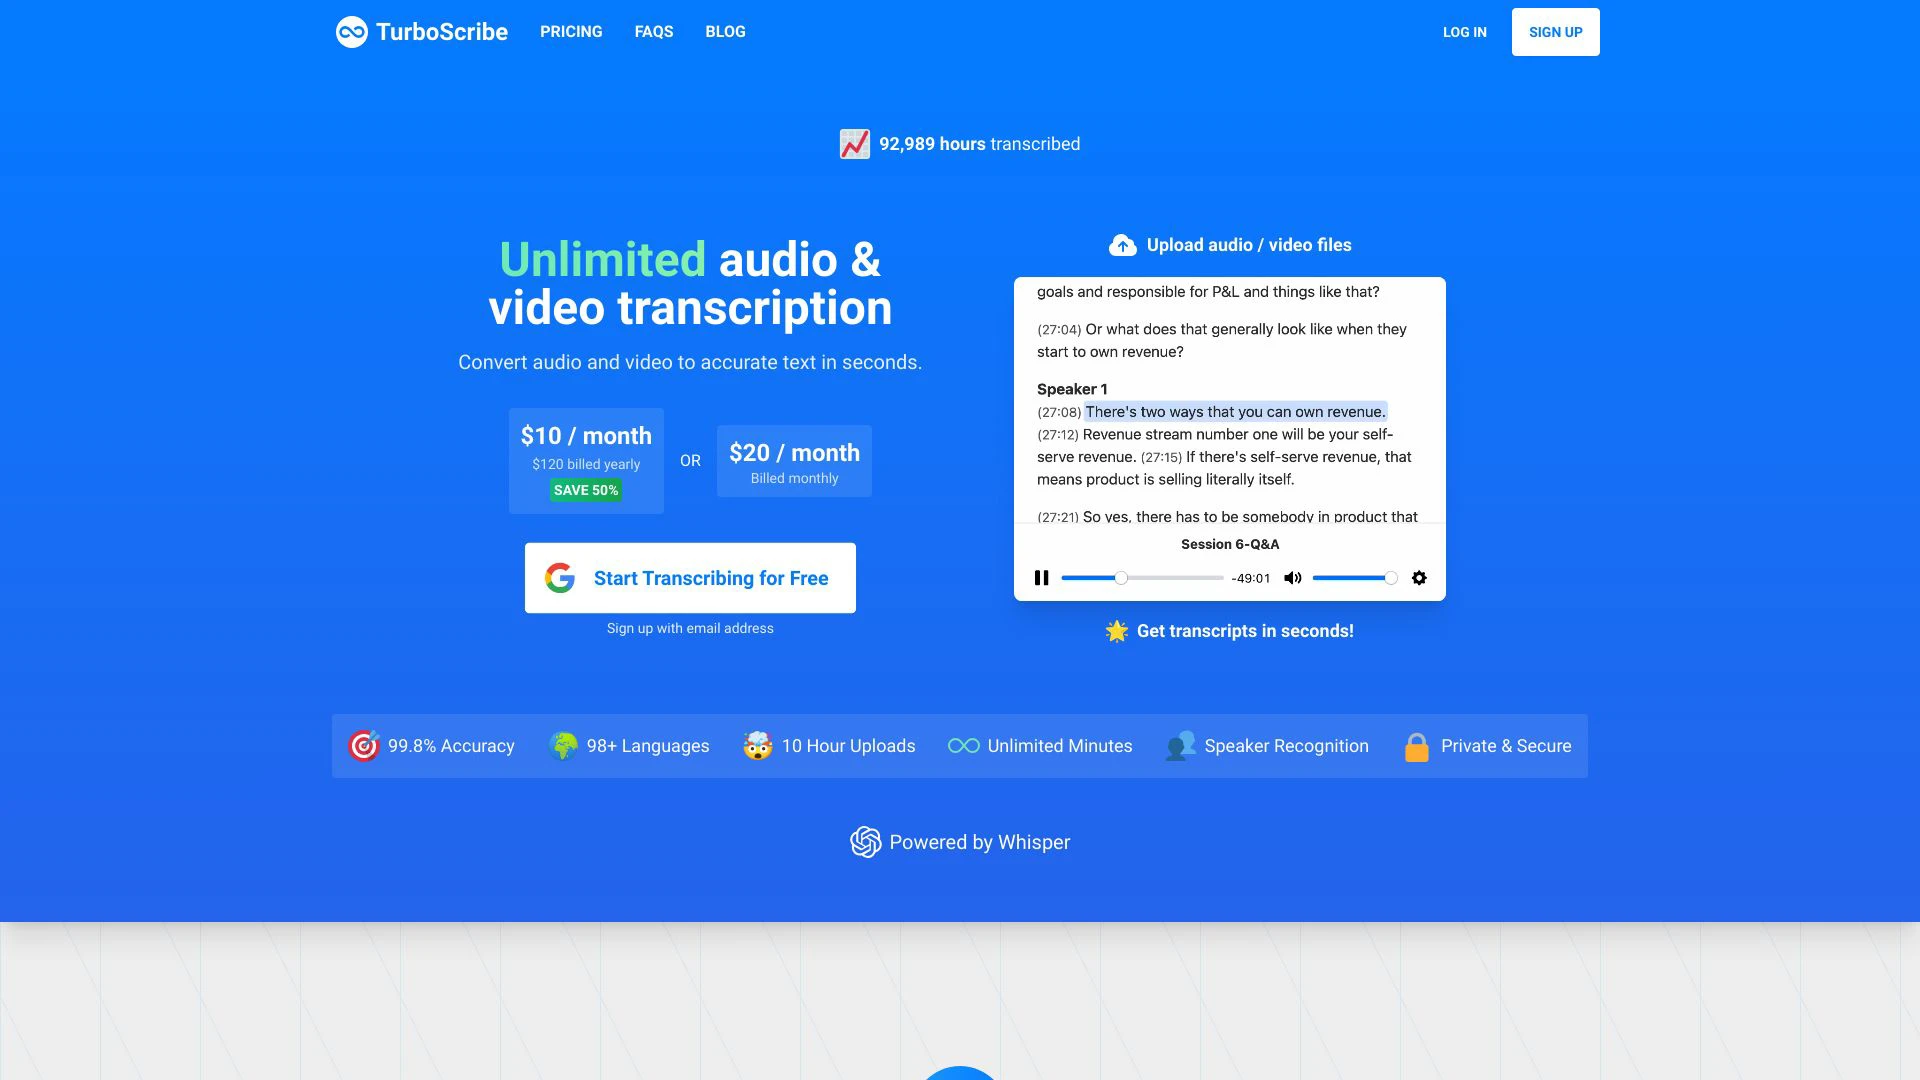 TurboScribe PRICING FAQS BLOG LOG IN SIGN UP
92,989 hours transcribed
Unlimited audio &
video transcription
Convert audio and video to accurate text in seconds.
$10 / month
$120 billed yearly
SAVE 50%
OR
$20 / month
Billed monthly
Start Transcribing for Free
Sign up with email address
Upload audio / video files
goals and responsible for P&L and things like that?
(27:04) Or what does that generally look like when they
start to own revenue?
Speaker 1
(27:08) There's two ways that you can own revenue.
(27:12) Revenue stream number one will be your self-
serve revenue. (27:15) If there's self-serve revenue, that
means product is selling literally itself.
(27:21) So yes, there has to be somebody in product that
Session 6-Q&A
-49:01
Get transcripts in seconds!
99.8% Accuracy 98+ Languages 10 Hour Uploads Unlimited Minutes Speaker Recognition Private & Secure
Powered by Whisper